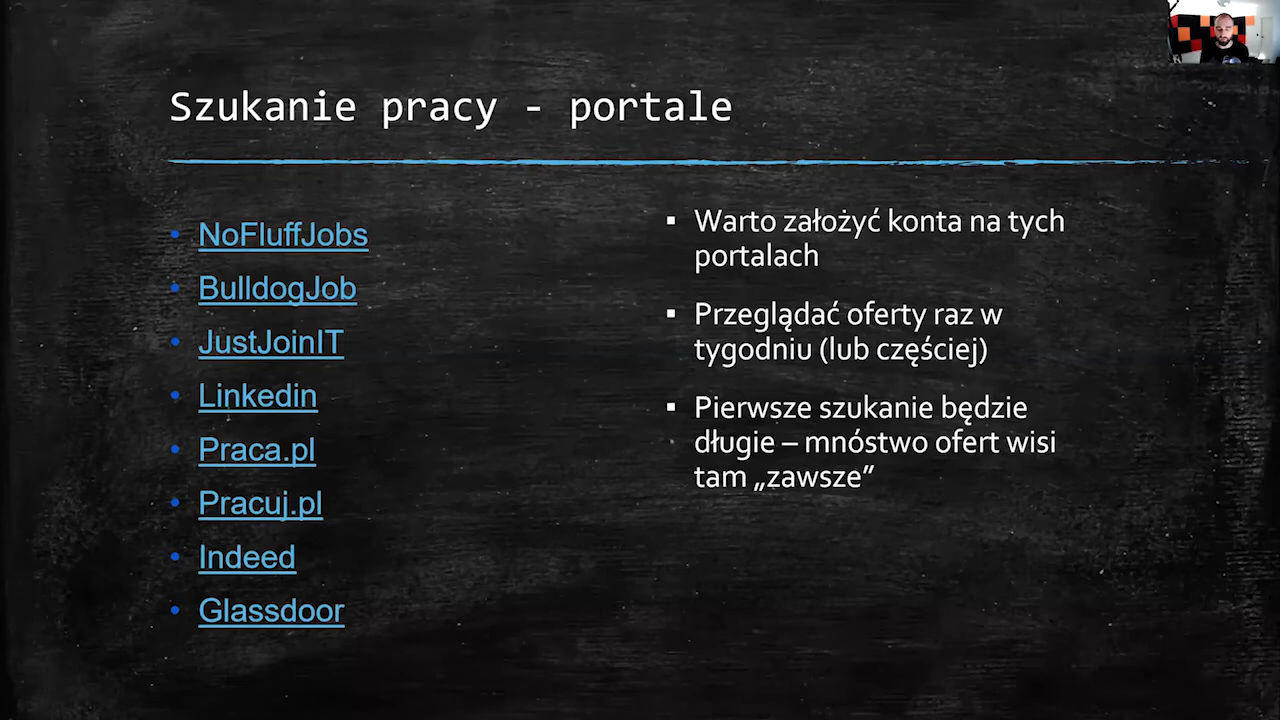 Szukanie pracy - portale
NoFluffJobs
BulldogJob
JustJoinIT
Linkedin
Praca.pl
Pracuj.pl
Indeed
Glassdoor
Warto założyć konta na tych
portalach
Przeglądać oferty raz w
tygodniu (lub częściej)
Pierwsze szukanie będzie
długie – mnóstwo ofert wisi
tam „zawsze”